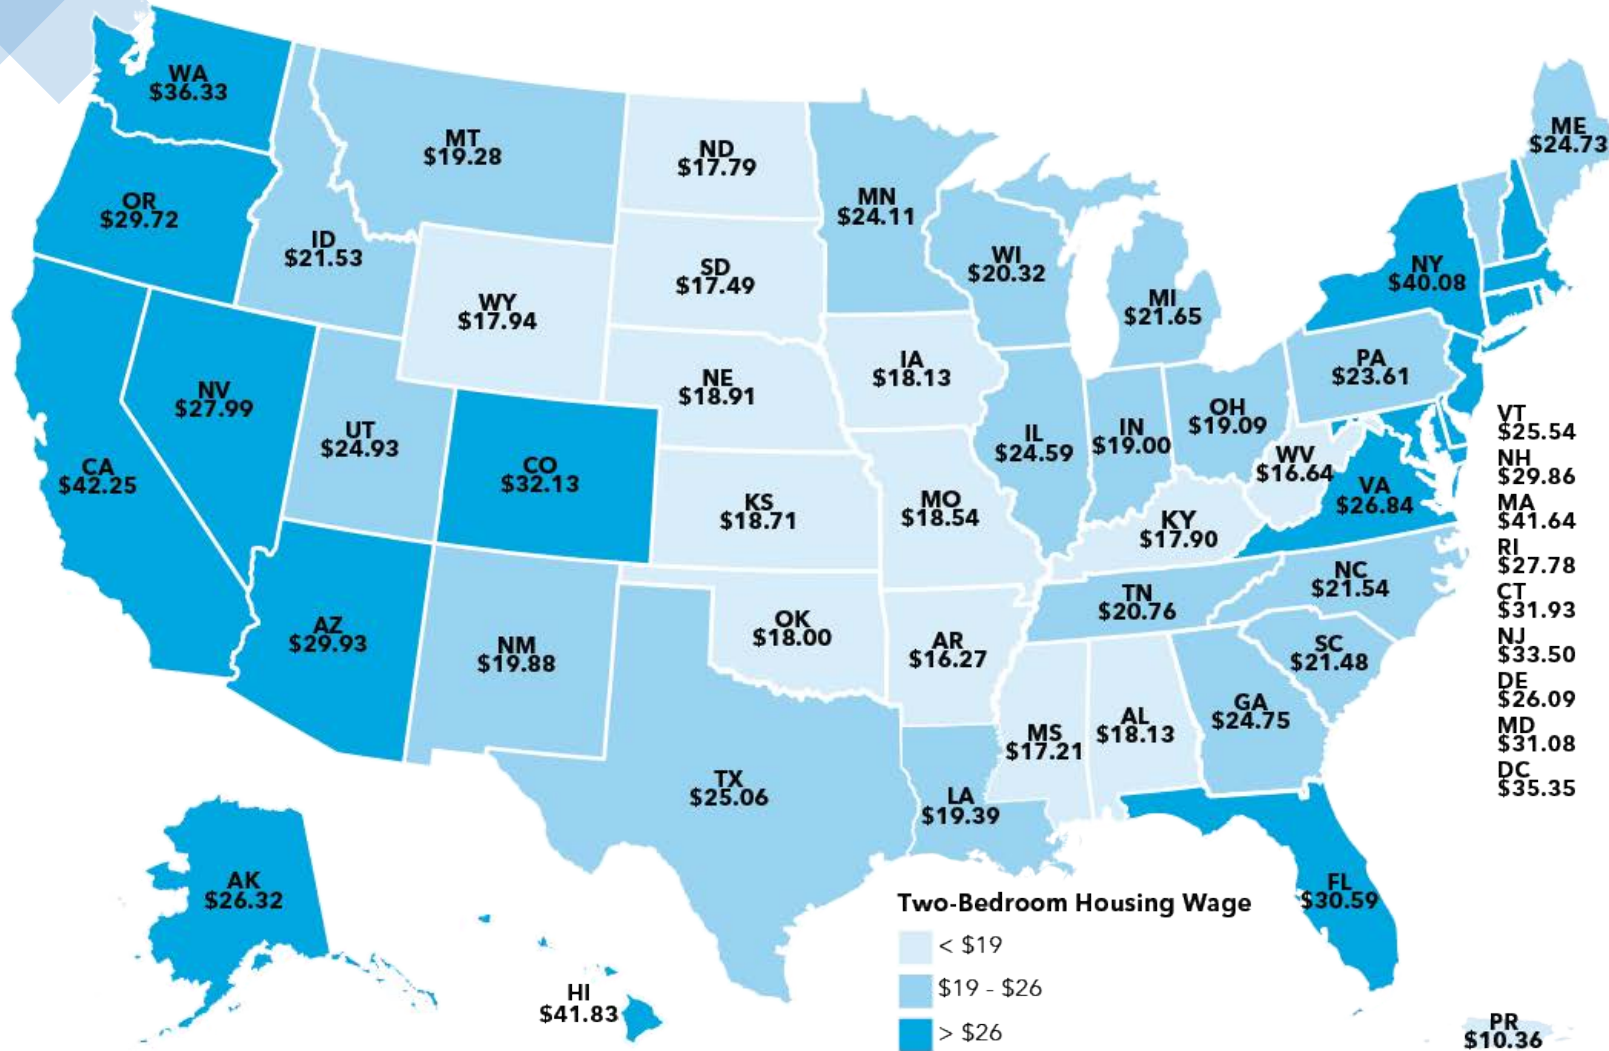 WA
$36.33
MT
$19.28
ND
$17.79
MN
$24.11
ME
$24.73
OR
$29.72
ID
$21.53
WY
$17.94
SD
$17.49
WI
$20.32
MI
$21.65
NY
$40.08
NV
$27.99
UT
$24.93
CO
$32.13
NE
$18.91
IA
$18.13
IL
$24.59
IN
$19.00
OH
$19.09
PA
$23.61
CA
$42.25
KS
$18.71
MO
$18.54
WV
$16.64
VA
$26.84
KY
$17.90
VT
$25.54
NH
$29.86
MA
$41.64
RI
$27.78
CT
$31.93
NJ
$33.50
DE
$26.09
MD
$31.08
DC
$35.35
AZ
$29.93
NM
$19.88
OK
$18.00
AR
$16.27
TN
$20.76
NC
$21.54
SC
$21.48
TX
$25.06
LA
$19.39
MS
$17.21
AL
$18.13
GA
$24.75
FL
$30.59
AK
$26.32
HI
$41.83
Two-Bedroom Housing Wage
< $19
$19 - $26
> $26
PR
$10.36